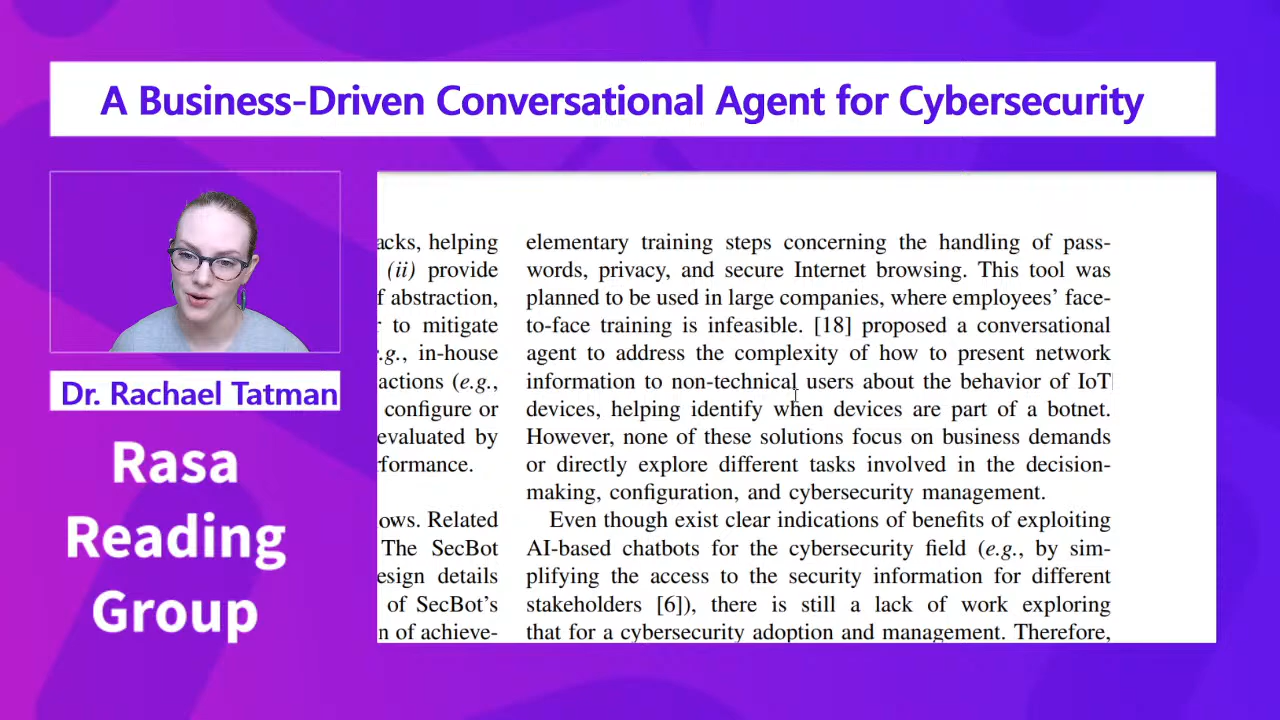 A Business-Driven Conversational Agent for Cybersecurity
Dr. Rachael Tatman
Rasa
Reading
Group
acks, helping
(ii) provide
f abstraction,
r to mitigate
.g., in-house
actions (e.g.,
configure or
evaluated by
rformance.
ows. Related
The SecBot
esign details
of SecBot's
n of achieve-
elementary training steps concerning the handling of pass-
words, privacy, and secure Internet browsing. This tool was
planned to be used in large companies, where employees' face-
to-face training is infeasible. [18] proposed a conversational
agent to address the complexity of how to present network
information to non-technical users about the behavior of IoT
devices, helping identify when devices are part of a botnet.
However, none of these solutions focus on business demands
or directly explore different tasks involved in the decision-
making, configuration, and cybersecurity management.
Even though exist clear indications of benefits of exploiting
AI-based chatbots for the cybersecurity field (e.g., by sim-
plifying the access to the security information for different
stakeholders [6]), there is still a lack of work exploring
that for a cybersecurity adoption and management. Therefore,